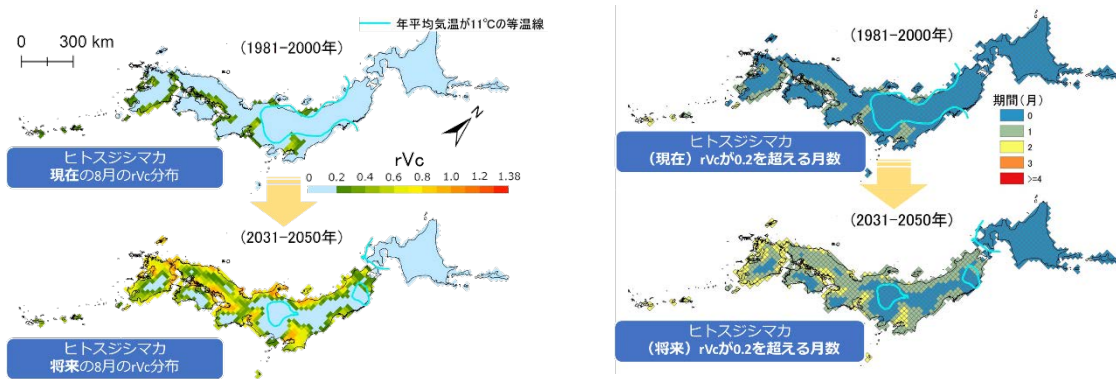 年平均気温が11℃の等温線
0 300 km
(1981-2000年)
N
ヒトスジシマカ
現在の8月のrVc分布
rVc
0 0.2 0.4 0.6 0.8 1.0 1.2 1.38
(2031-2050年)
ヒトスジシマカ
将来の8月のrVc分布
(1981-2000年)
期間(月)
0
1
2
3
>=4
ヒトスジシマカ
(現在)rVcが0.2を超える月数
(2031-2050年)
ヒトスジシマカ
(将来)rVcが0.2を超える月数